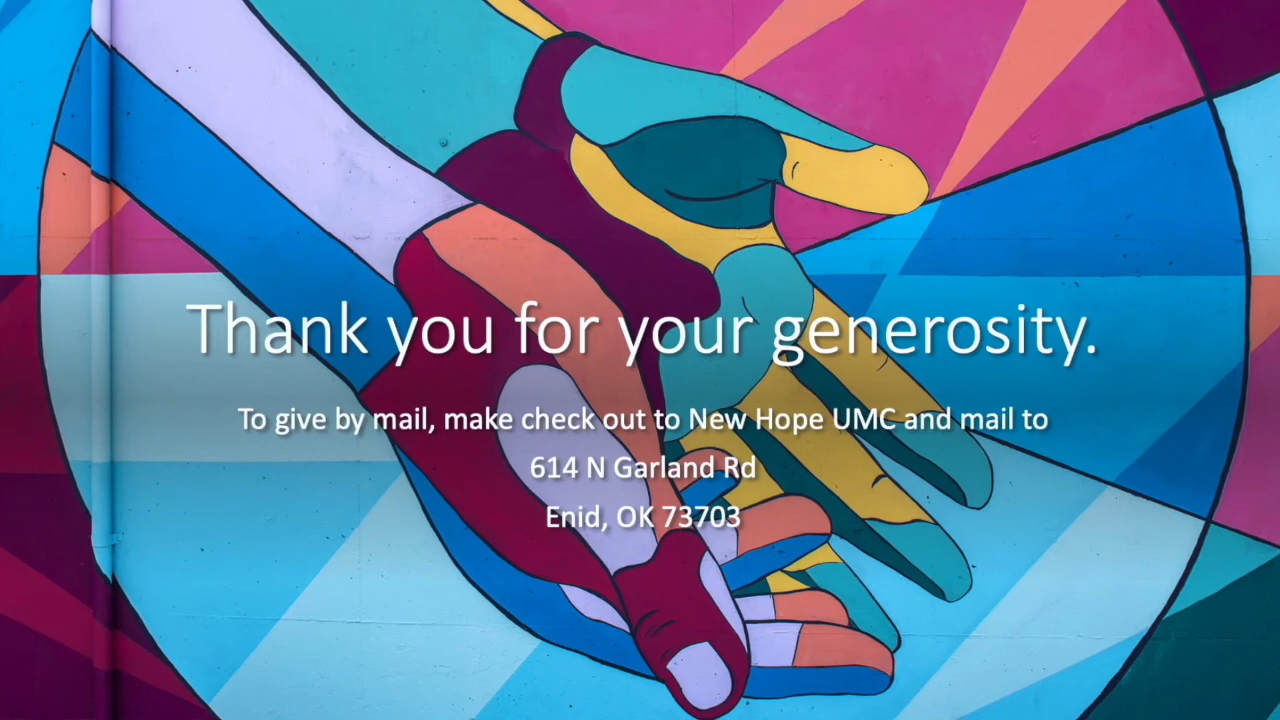 Thank you for your generosity.
To give by mail, make check out to New Hope UMC and mail to
614 N Garland Rd
Enid, OK 73703